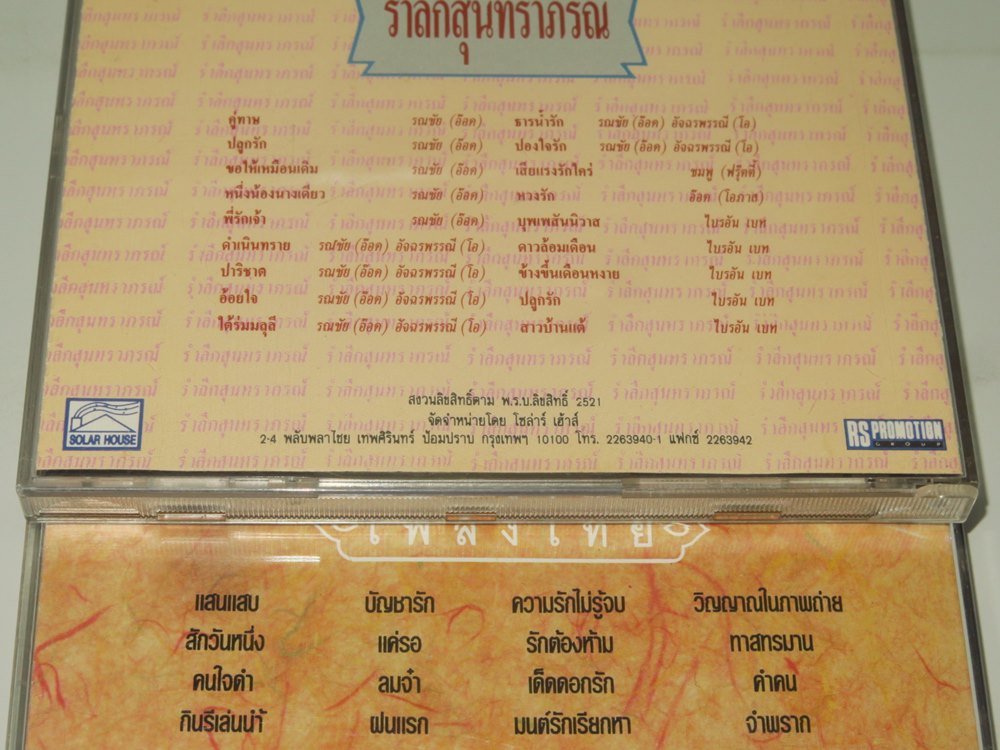 รำลึกสุนทราภรณ์
คู่ทาษ รณชัย (อ๊อด)
ปลูกรัก รณชัย (อ๊อด)
ขอให้เหมือนเดิม รณชัย (อ๊อด)
หนึ่งน้องนางเดียว รณชัย (อ๊อด)
พี่รักเจ้า รณชัย (อ๊อด)
ดำเนินทราย รณชัย (อ๊อด) อัจฉรพรรณี (โอ)
ปาริชาต รณชัย (อ๊อด) อัจฉรพรรณี (โอ)
อ้อยใจ รณชัย (อ๊อด) อัจฉรพรรณี (โอ)
ใต้ร่มมลุลี รณชัย (อ๊อด) อัจฉรพรรณี (โอ)
ธารน้ำรัก รณชัย (อ๊อด) อัจฉรพรรณี (โอ)
ปองใจรัก รณชัย (อ๊อด) อัจฉรพรรณี (โอ)
เสียแรงรักใคร่ ชมพู (ฟรุ๊ตตี้)
หวงรัก อ๊อด (โอภาส)
บุพเพสันนิวาส ไบรอัน เบท
ดาวล้อมเดือน ไบรอัน เบท
ข้างขึ้นเดือนหงาย ไบรอัน เบท
ปลูกรัก ไบรอัน เบท
สาวบ้านแต้ ไบรอัน เบท
สงวนลิขสิทธิ์ตาม พ.ร.บ.ลิขสิทธิ์ 2521
จัดจำหน่ายโดย โซล่าร์ เฮ้าส์
2-4 พลับพลาไชย เทพศิรินทร์ ป้อมปราบ กรุงเทพฯ 10100 โทร. 2263940-1 แฟกซ์ 2263942
SOLAR HOUSE
RS PROMOTION
GROUP
เพลงไทย
แสนแสบ บัญชารัก ความรักไม่รู้จบ วิญญาณในภาพถ่าย
สักวันหนึ่ง แค่รอ รักต้องห้าม ทาสทรมาน
คนใจดำ ลมจ๋า เด็ดดอกรัก คำคน
กินรีเล่นน้ำ ฝนแรก มนต์รักเรียกหา จำพราก